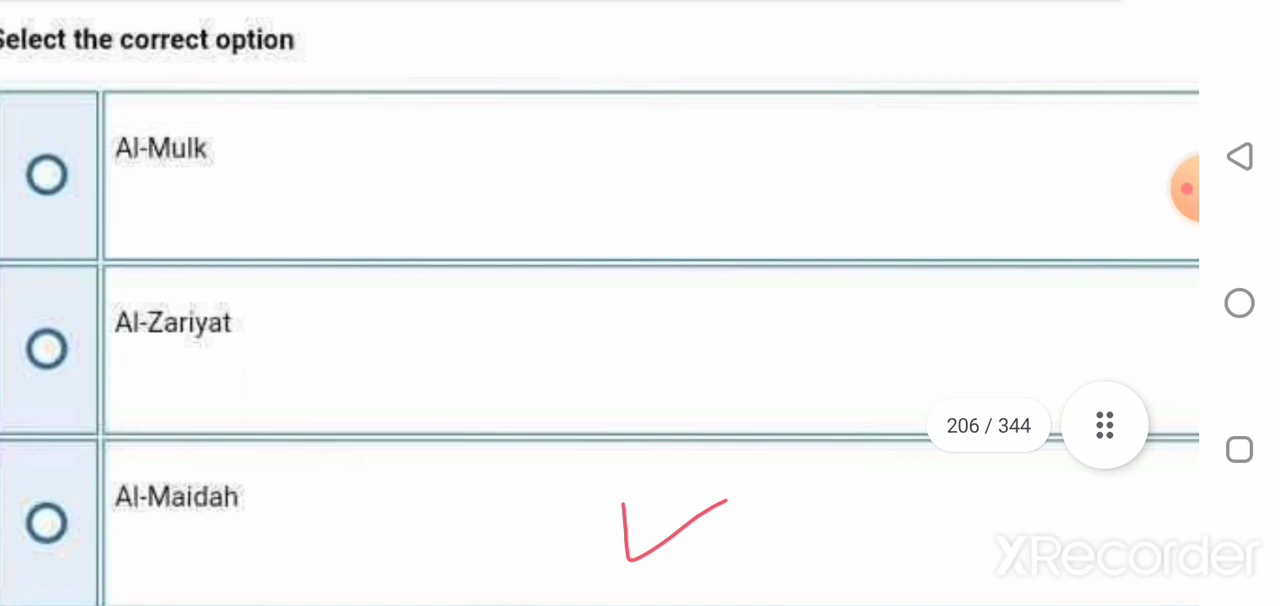 Select the correct option
Al-Mulk
Al-Zariyat
206 / 344
Al-Maidah
XRecorder